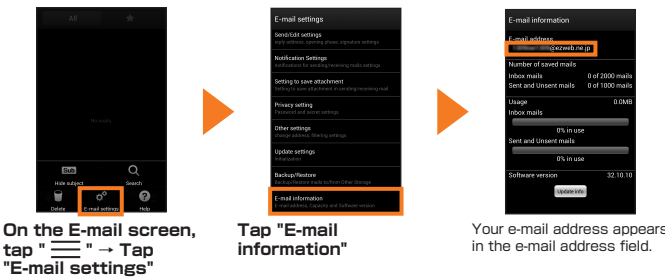 All
No mails
Sub
Hide subject
Search
Delete
E-mail settings
Help
On the E-mail screen,
tap " ☰ " → Tap
"E-mail settings"
E-mail settings
Send/Edit settings
reply address, opening phase, signature settings
Notification Settings
Notifications for sending/receiving mails settings
Setting to save attachment
Setting to save attachment in sending/receiving mail
Privacy setting
Password and secret settings
Other settings
change address, filtering settings
Update settings
Initialization
Backup/Restore
Backup/Restore mails to/from Other Storage
E-mail information
E-mail address, Capacity and Software version
Tap "E-mail
information"
E-mail information
E-mail address
@ezweb.ne.jp
Number of saved mails
Inbox mails 0 of 2000 mails
Sent and Unsent mails 0 of 1000 mails
Usage 0.0MB
Inbox mails
0% in use
Sent and Unsent mails
0% in use
Software version 32.10.10
Update info
Your e-mail address appears
in the e-mail address field.